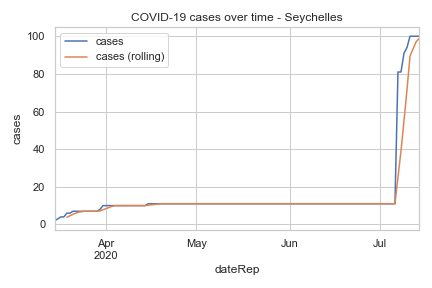 COVID-19 cases over time - Seychelles
cases
cases (rolling)
100
80
60
40
20
0
cases
Apr
2020
May
Jun
Jul
dateRep